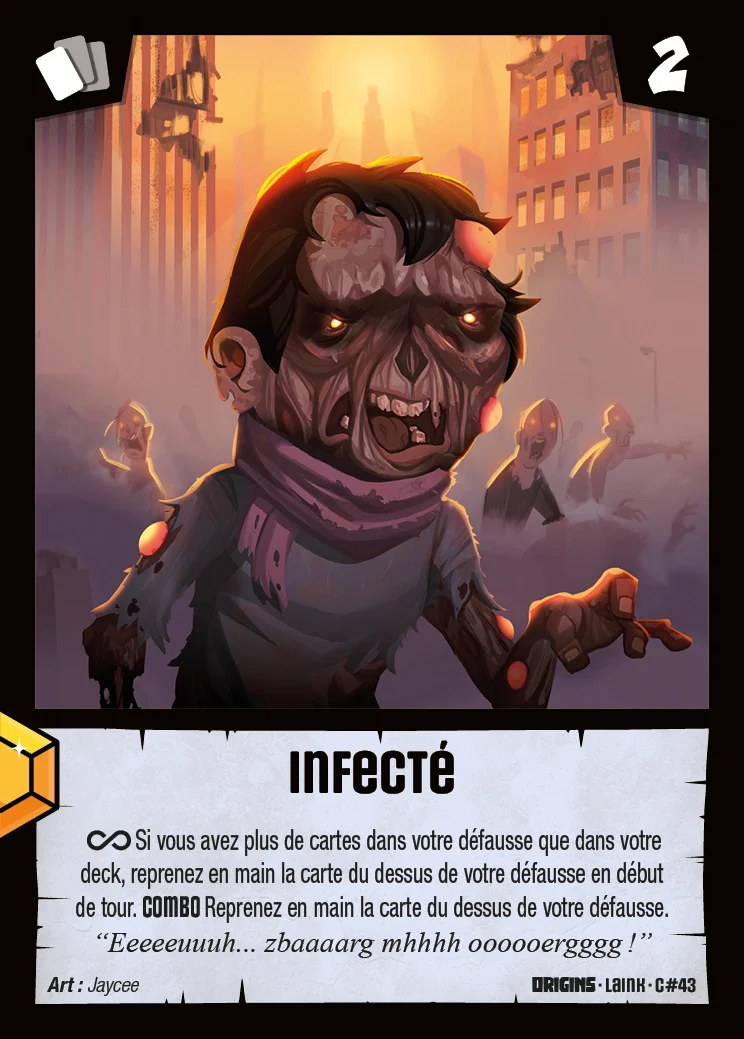 2
INFECTÉ
∞ Si vous avez plus de cartes dans votre défausse que dans votre
deck, reprenez en main la carte du dessus de votre défausse en début
de tour. COMBO Reprenez en main la carte du dessus de votre défausse.
“Eeeeeuuuh... zbaaaarg mhhhh oooooergggg !”
Art : Jaycee
ORIGINS · LAINK · C#43